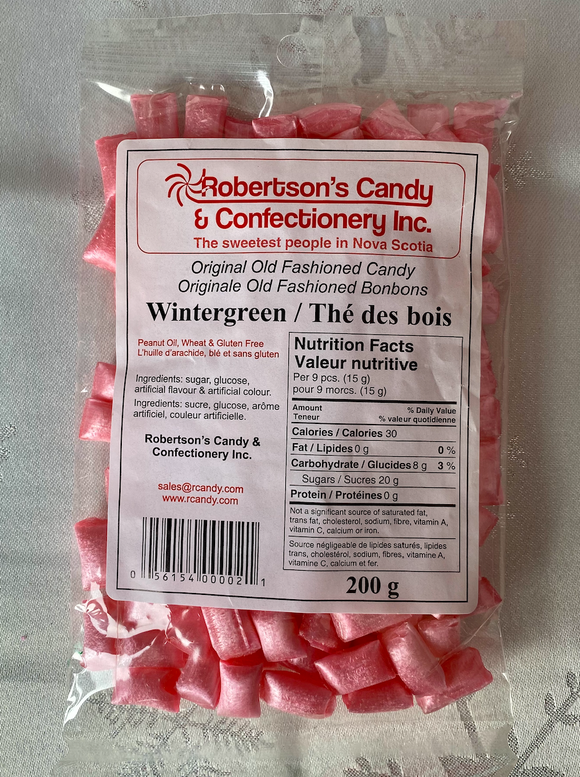 Robertson's Candy
& Confectionery Inc.
The sweetest people in Nova Scotia
Original Old Fashioned Candy
Originale Old Fashioned Bonbons
Wintergreen / Thé des bois
Peanut Oil, Wheat & Gluten Free
L'huile d'arachide, blé et sans gluten
Ingredients: sugar, glucose,
artificial flavour & artificial colour.
Ingredients: sucre, glucose, arôme
artificiel, couleur artificielle.
Robertson's Candy &
Confectionery Inc.
sales@rcandy.com
www.rcandy.com
0 56154 00002 1
Nutrition Facts
Valeur nutritive
Per 9 pcs. (15 g)
pour 9 morcs. (15 g)
Amount % Daily Value
Teneur % valeur quotidienne
Calories / Calories 30
Fat / Lipides 0 g 0 %
Carbohydrate / Glucides 8 g 3 %
Sugars / Sucres 20 g
Protein / Protéines 0 g
Not a significant source of saturated fat,
trans fat, cholesterol, sodium, fibre, vitamin A,
vitamin C, calcium or iron.
Source négligeable de lipides saturés, lipides
trans, cholestérol, sodium, fibres, vitamine A,
vitamine C, calcium et fer.
200 g